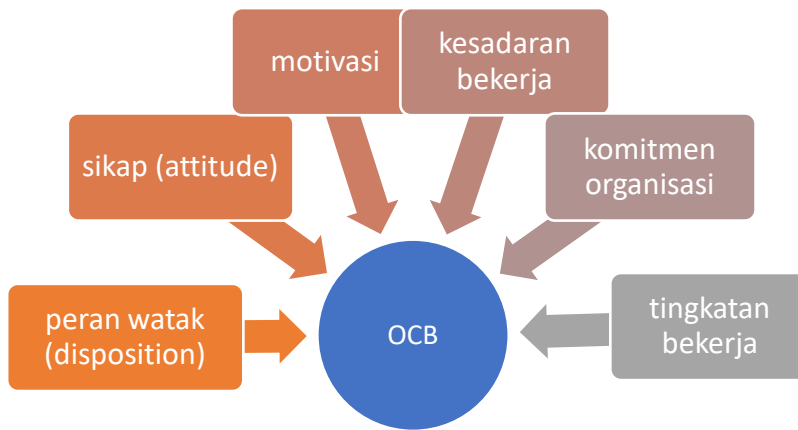 peran watak
(disposition)
sikap (attitude)
motivasi
kesadaran
bekerja
komitmen
organisasi
tingkatan
bekerja
OCB